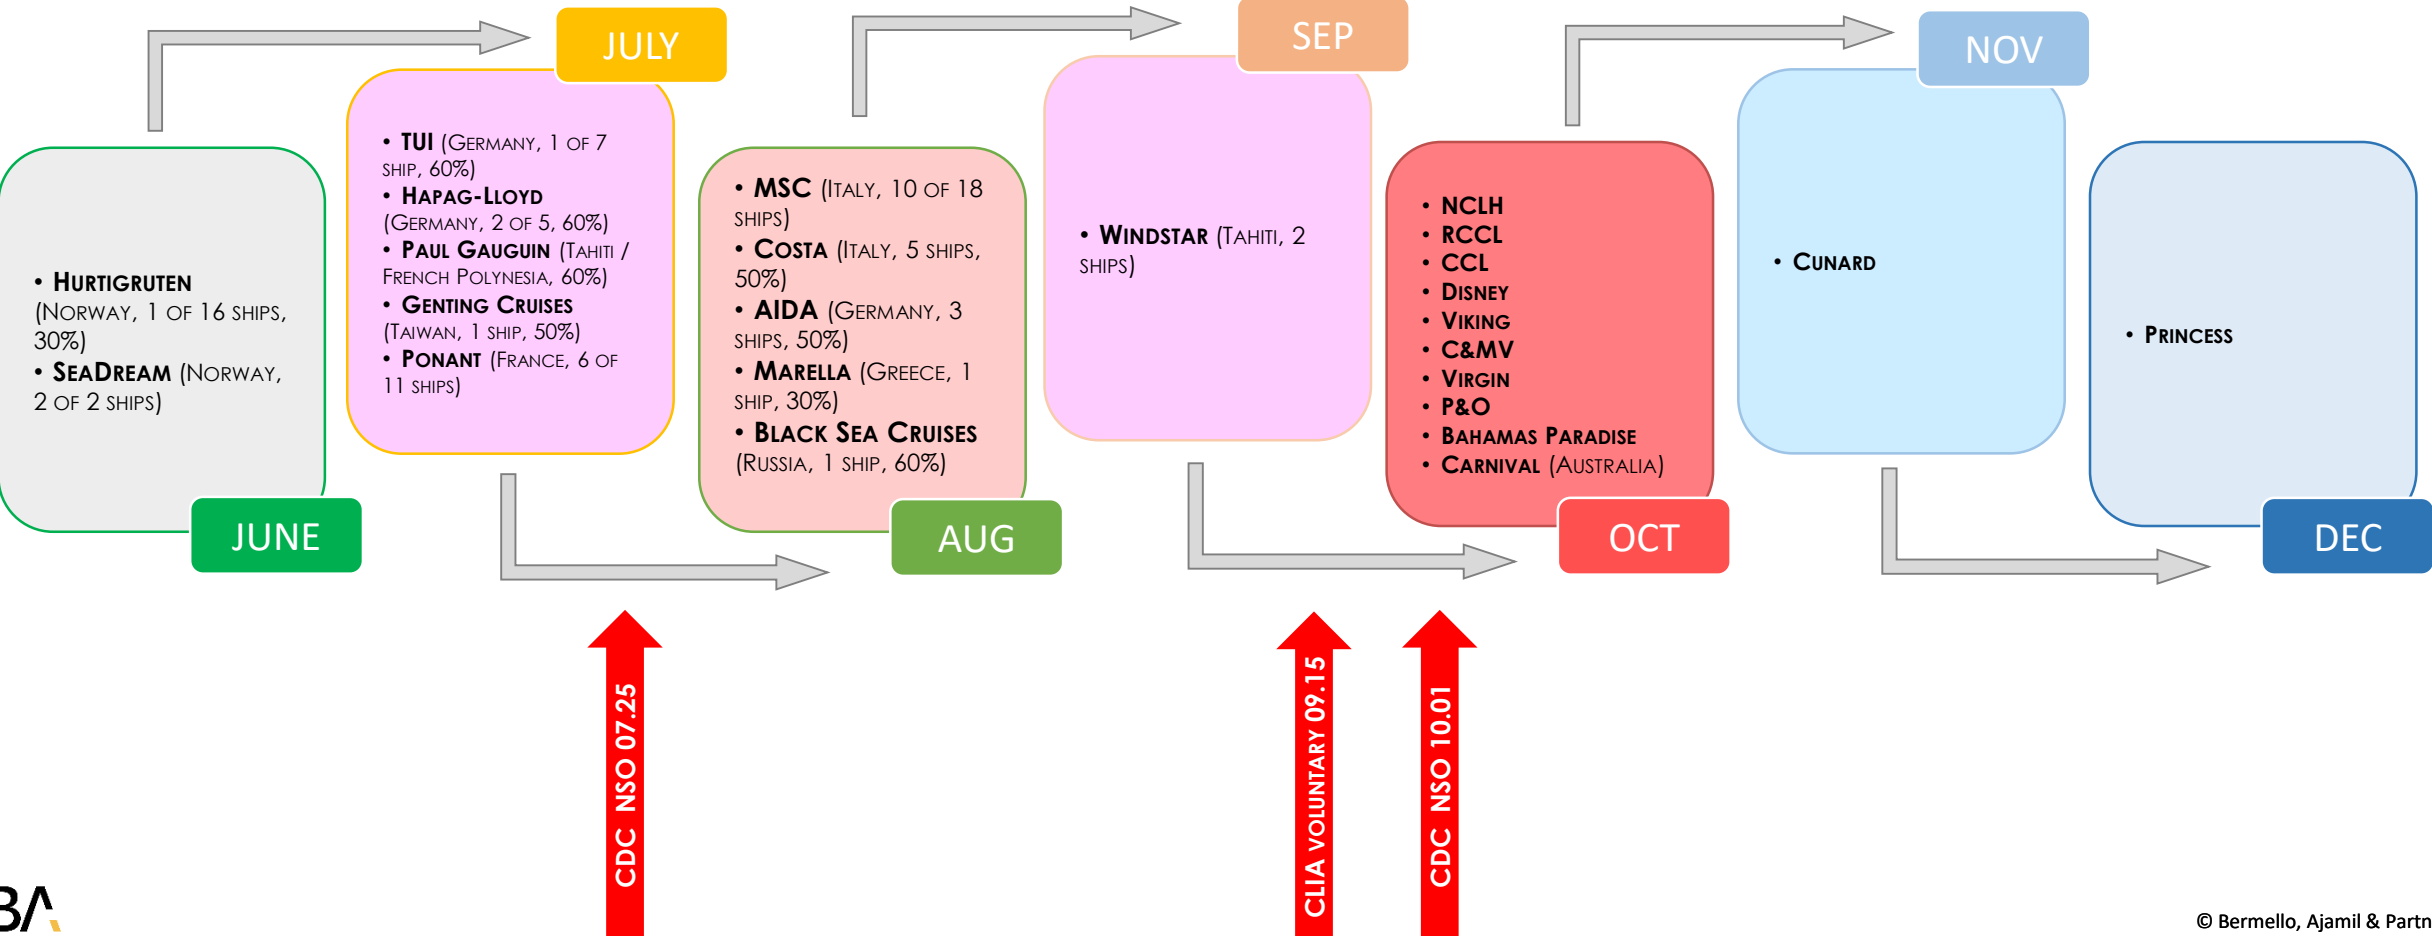 JUNE
• HURTIGRUTEN
(NORWAY, 1 OF 16 SHIPS,
30%)
• SEADREAM (NORWAY,
2 OF 2 SHIPS)
JULY
• TUI (GERMANY, 1 OF 7
SHIP, 60%)
• HAPAG-LLOYD
(GERMANY, 2 OF 5, 60%)
• PAUL GAUGUIN (TAHITI /
FRENCH POLYNESIA, 60%)
• GENTING CRUISES
(TAIWAN, 1 SHIP, 50%)
• PONANT (FRANCE, 6 OF
11 SHIPS)
AUG
• MSC (ITALY, 10 OF 18
SHIPS)
• COSTA (ITALY, 5 SHIPS,
50%)
• AIDA (GERMANY, 3
SHIPS, 50%)
• MARELLA (GREECE, 1
SHIP, 30%)
• BLACK SEA CRUISES
(RUSSIA, 1 SHIP, 60%)
SEP
• WINDSTAR (TAHITI, 2
SHIPS)
OCT
• NCLH
• RCCL
• CCL
• DISNEY
• VIKING
• C&MV
• VIRGIN
• P&O
• BAHAMAS PARADISE
• CARNIVAL (AUSTRALIA)
NOV
• CUNARD
DEC
• PRINCESS
CDC NSO 07.25
CLIA VOLUNTARY 09.15
CDC NSO 10.01
BA
© Bermello, Ajamil & Partn